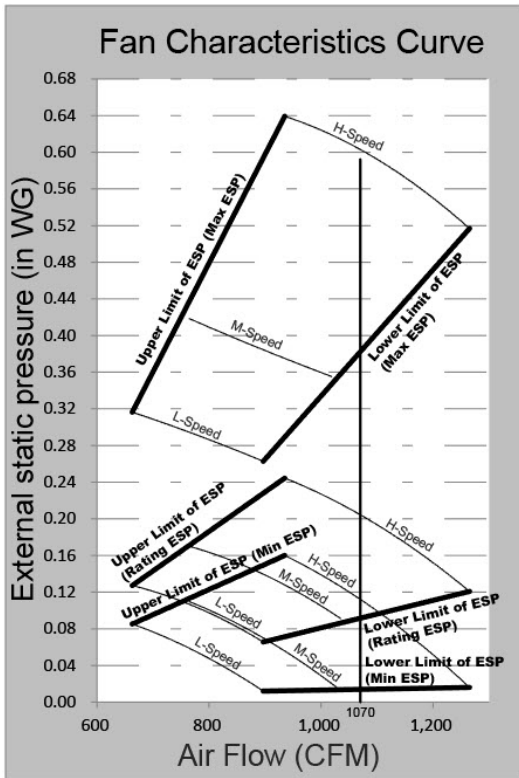 Fan Characteristics Curve
External static pressure (in WG)
0.68
0.64
0.60
0.56
0.52
0.48
0.44
0.40
0.36
0.32
0.28
0.24
0.20
0.16
0.12
0.08
0.04
0.00
H-Speed
Upper Limit of ESP (Max ESP)
M-Speed
Lower Limit of ESP
(Max ESP)
L-Speed
Upper Limit of ESP
(Rating ESP)
H-Speed
Upper Limit of ESP (Min ESP)
H-Speed
M-Speed
L-Speed
L-Speed
M-Speed
Lower Limit of ESP
(Rating ESP)
Lower Limit of ESP
(Min ESP)
600
800
1,000
1070
1,200
Air Flow (CFM)